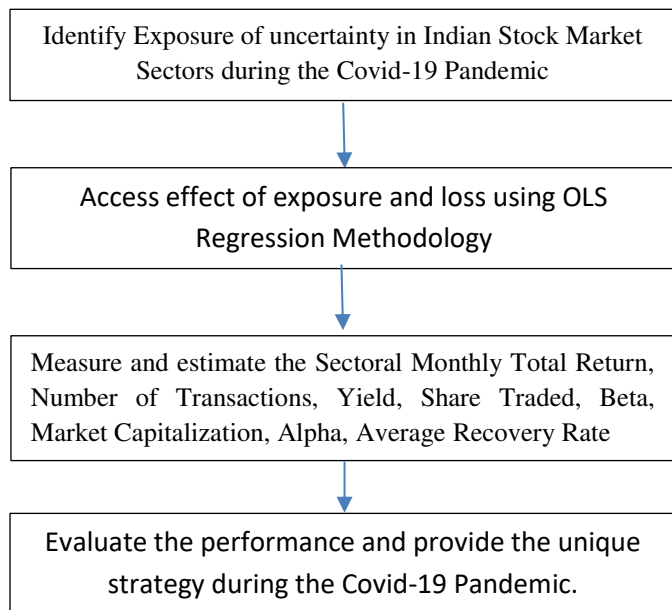 Identify Exposure of uncertainty in Indian Stock Market
Sectors during the Covid-19 Pandemic
Access effect of exposure and loss using OLS
Regression Methodology
Measure and estimate the Sectoral Monthly Total Return,
Number of Transactions, Yield, Share Traded, Beta,
Market Capitalization, Alpha, Average Recovery Rate
Evaluate the performance and provide the unique
strategy during the Covid-19 Pandemic.